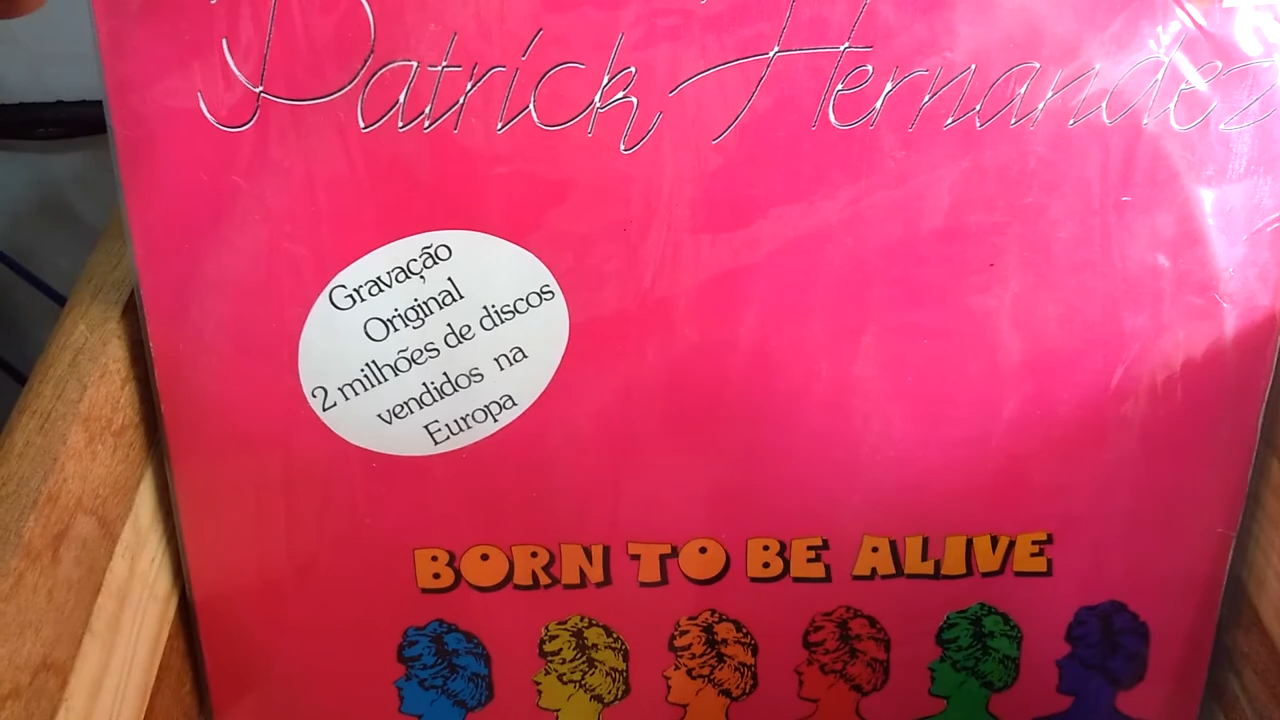 Patrick Hernandez
Gravação
Original
2 milhões de discos
vendidos na
Europa
BORN TO BE ALIVE